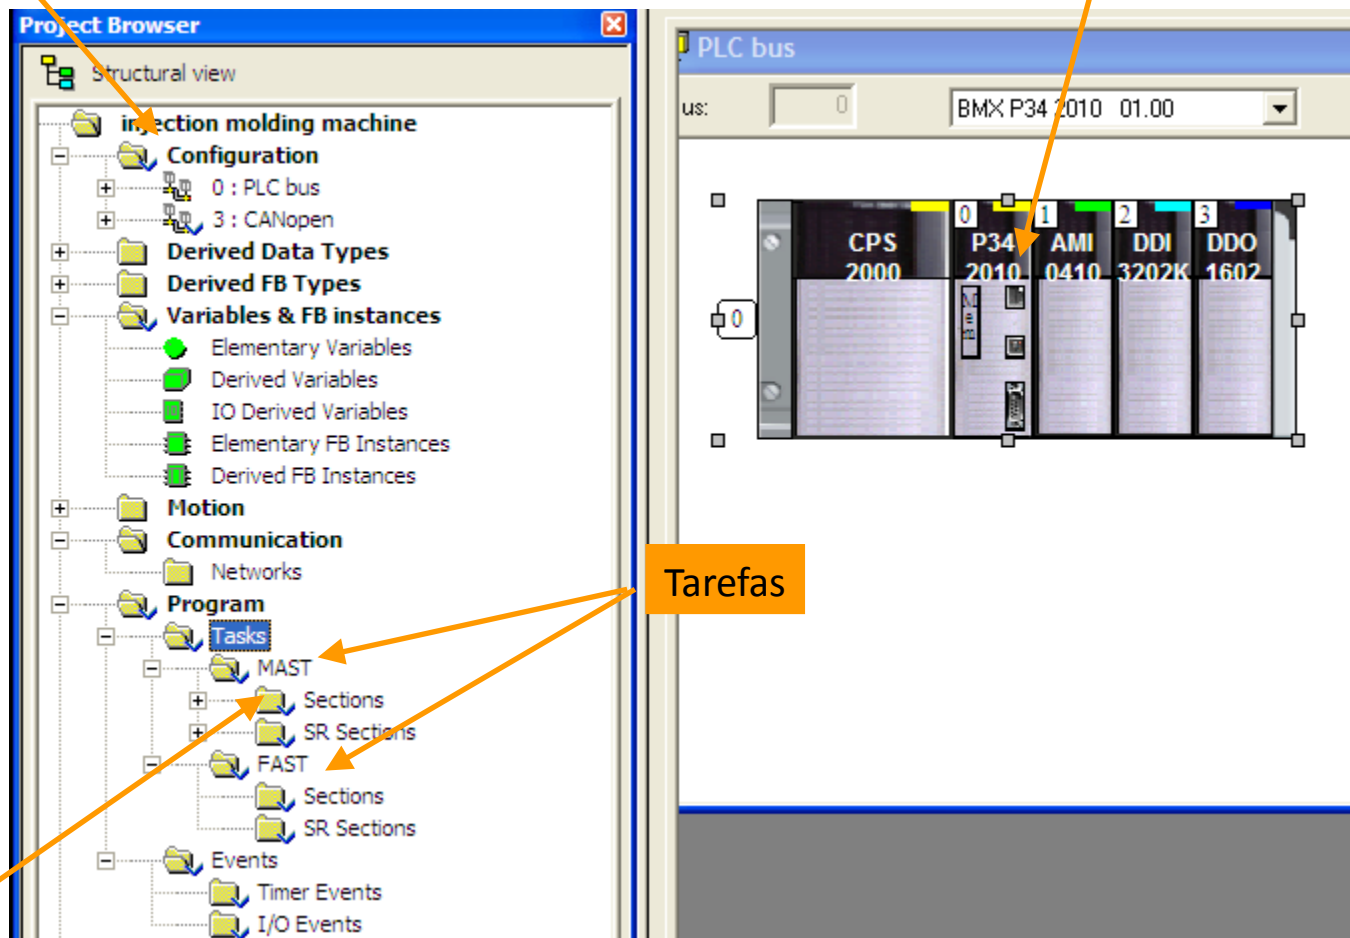 Project Browser
Structural view
injection molding machine
Configuration
0 : PLC bus
3 : CANopen
Derived Data Types
Derived FB Types
Variables & FB instances
Elementary Variables
Derived Variables
IO Derived Variables
Elementary FB Instances
Derived FB Instances
Motion
Communication
Networks
Program
Tasks
MAST
Sections
SR Sections
FAST
Sections
SR Sections
Events
Timer Events
I/O Events
Tarefas
PLC bus
us: 0 BMX P34 2010 01.00
0 1 2 3
CPS P34 AMI DDI DDO
2000 2010 0410 3202K 1602
Mem
0